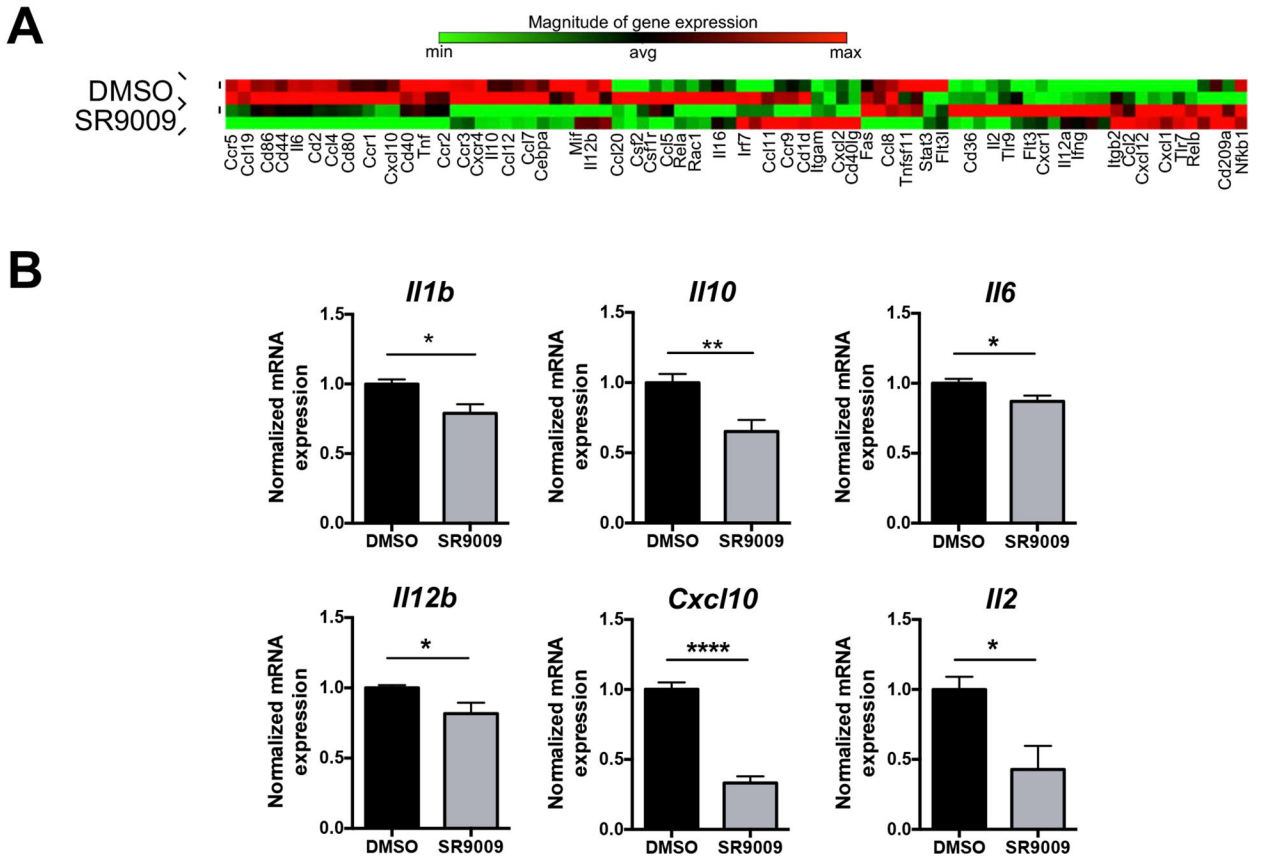 A
Magnitude of gene expression
min avg max
DMSO
SR9009
Ccr5 Ccl19 Cd86 Cd44 Il6 Cd2 Ccl4 Cd80 Ccr1 Cxcl10 Cd40 Tnf Ccr2 Ccr3 Cxcr4 Il10 Ccl12 Ccl7 Cebpa Mif Il12b Ccl20 Csf2 Csf1r Ccl5 Rela Rac1 Il16 Irf7 Ccl11 Ccr9 Cd1d Itgam Cxcl2 Cd40lg Fas Ccl8 Tnfsf11 Stat3 Flt3l Cd36 Il2 Tlr9 Flt3 Cxcr1 Il12a Ifng Itgb2 Ccl2 Cxcl12 Cxcl1 Tlr7 Relb Cd209a Nfkb1
B
Il1b
Normalized mRNA
expression
1.5
1.0
0.5
0.0
*
DMSO SR9009
Il10
Normalized mRNA
expression
1.5
1.0
0.5
0.0
**
DMSO SR9009
Il6
Normalized mRNA
expression
1.5
1.0
0.5
0.0
*
DMSO SR9009
Il12b
Normalized mRNA
expression
1.5
1.0
0.5
0.0
*
DMSO SR9009
Cxcl10
Normalized mRNA
expression
1.5
1.0
0.5
0.0
****
DMSO SR9009
Il2
Normalized mRNA
expression
1.5
1.0
0.5
0.0
*
DMSO SR9009